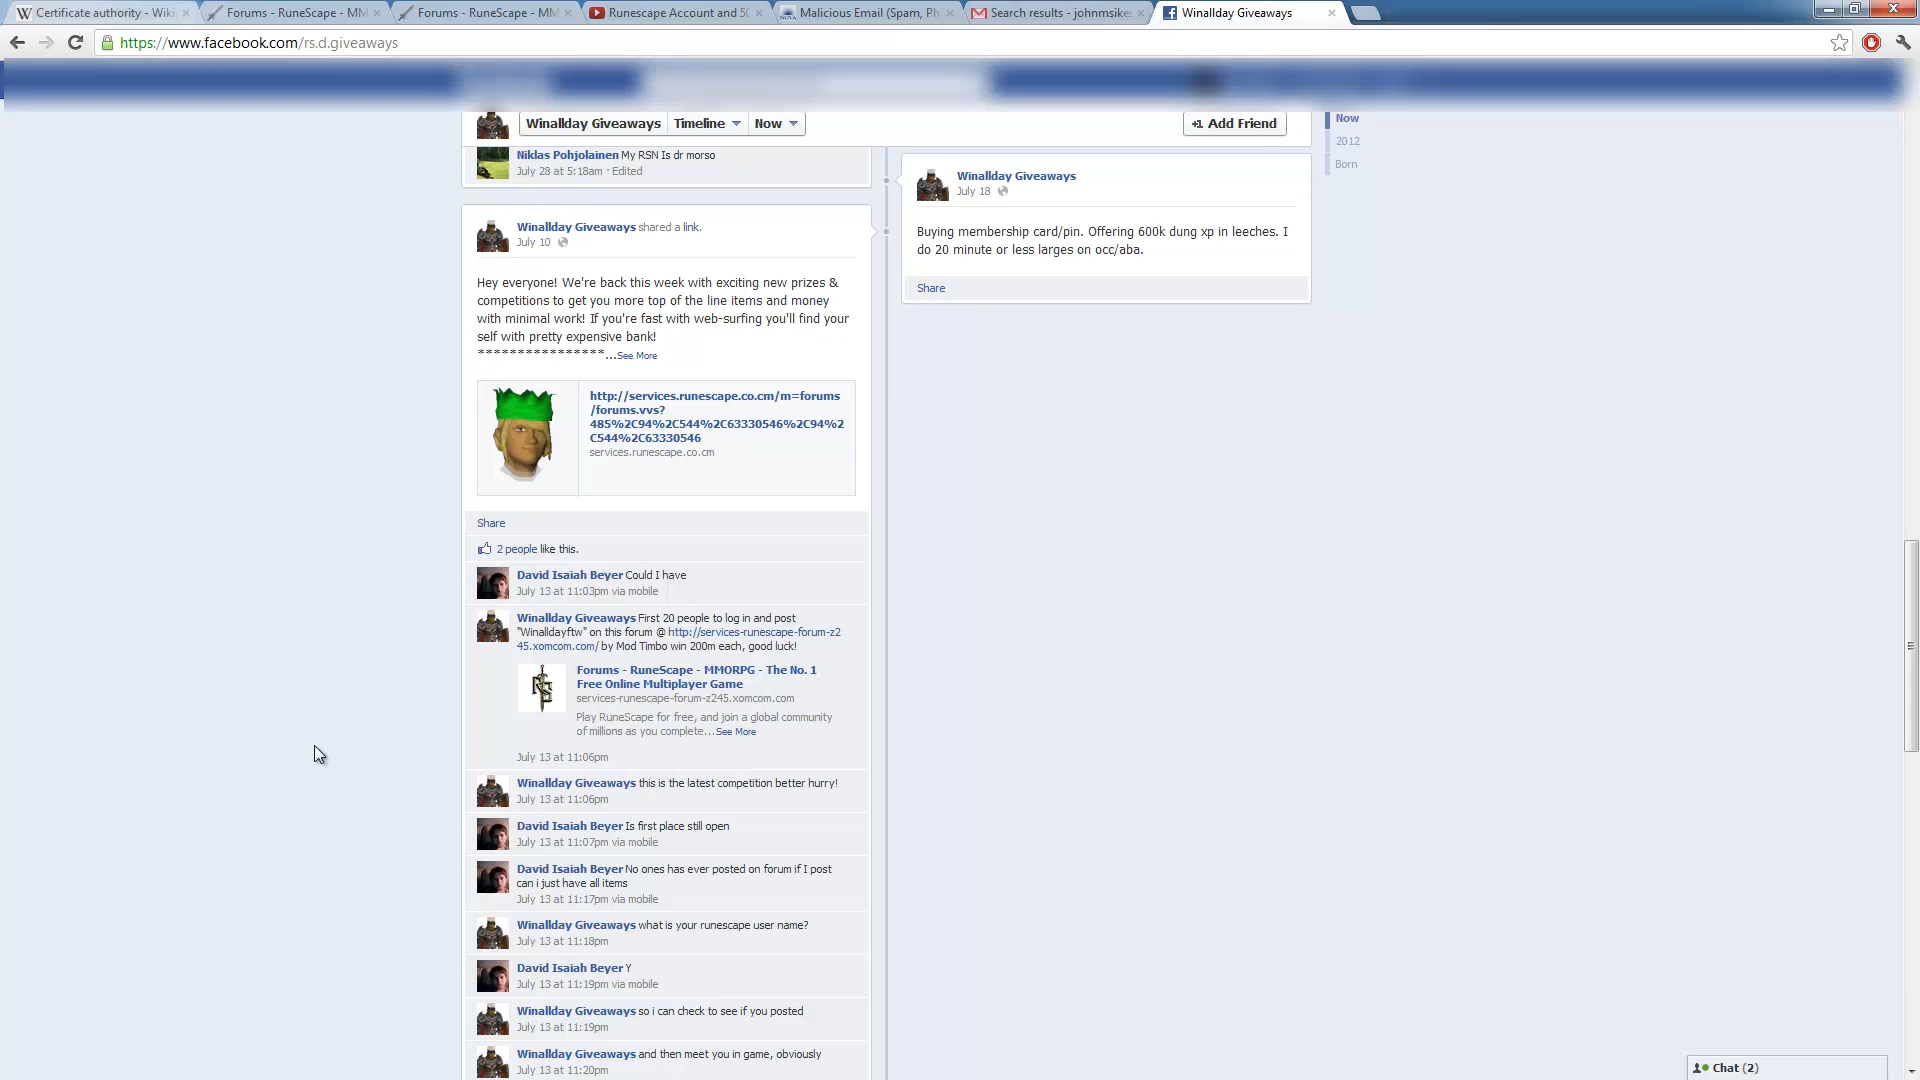 Certificate authority - Wiki
Forums - RuneScape - MM
Forums - RuneScape - MM
Runescape Account and 50
Malicious Email (Spam, Ph
Search results - johnmsikes
Winallday Giveaways
https://www.facebook.com/rs.d.giveaways
Winallday Giveaways
Timeline
Now
+1 Add Friend
Now
2012
Born
Niklas Pohjolainen My RSN Is dr morso
July 28 at 5:18am · Edited
Winallday Giveaways shared a link.
July 10
Hey everyone! We're back this week with exciting new prizes &
competitions to get you more top of the line items and money
with minimal work! If you're fast with web-surfing you'll find your
self with pretty expensive bank!
****************...See More
http://services.runescape.co.cm/m=forums
/forums.vvs?
485%2C94%2C544%2C63330546%2C94%2
C544%2C63330546
services.runescape.co.cm
Share
2 people like this.
David Isaiah Beyer Could I have
July 13 at 11:03pm via mobile
Winallday Giveaways First 20 people to log in and post
"Winalldayftw" on this forum @ http://services-runescape-forum-z2
45.xomcom.com/ by Mod Timbo win 200m each, good luck!
Forums - RuneScape - MMORPG - The No. 1
Free Online Multiplayer Game
services-runescape-forum-z245.xomcom.com
Play RuneScape for free, and join a global community
of millions as you complete...See More
July 13 at 11:06pm
Winallday Giveaways this is the latest competition better hurry!
July 13 at 11:06pm
David Isaiah Beyer Is first place still open
July 13 at 11:07pm via mobile
David Isaiah Beyer No ones has ever posted on forum if I post
can i just have all items
July 13 at 11:17pm via mobile
Winallday Giveaways what is your runescape user name?
July 13 at 11:18pm
David Isaiah Beyer Y
July 13 at 11:19pm via mobile
Winallday Giveaways so i can check to see if you posted
July 13 at 11:19pm
Winallday Giveaways and then meet you in game, obviously
July 13 at 11:20pm
Winallday Giveaways
July 18
Buying membership card/pin. Offering 600k dung xp in leeches. I
do 20 minute or less larges on occ/aba.
Share
Chat (2)